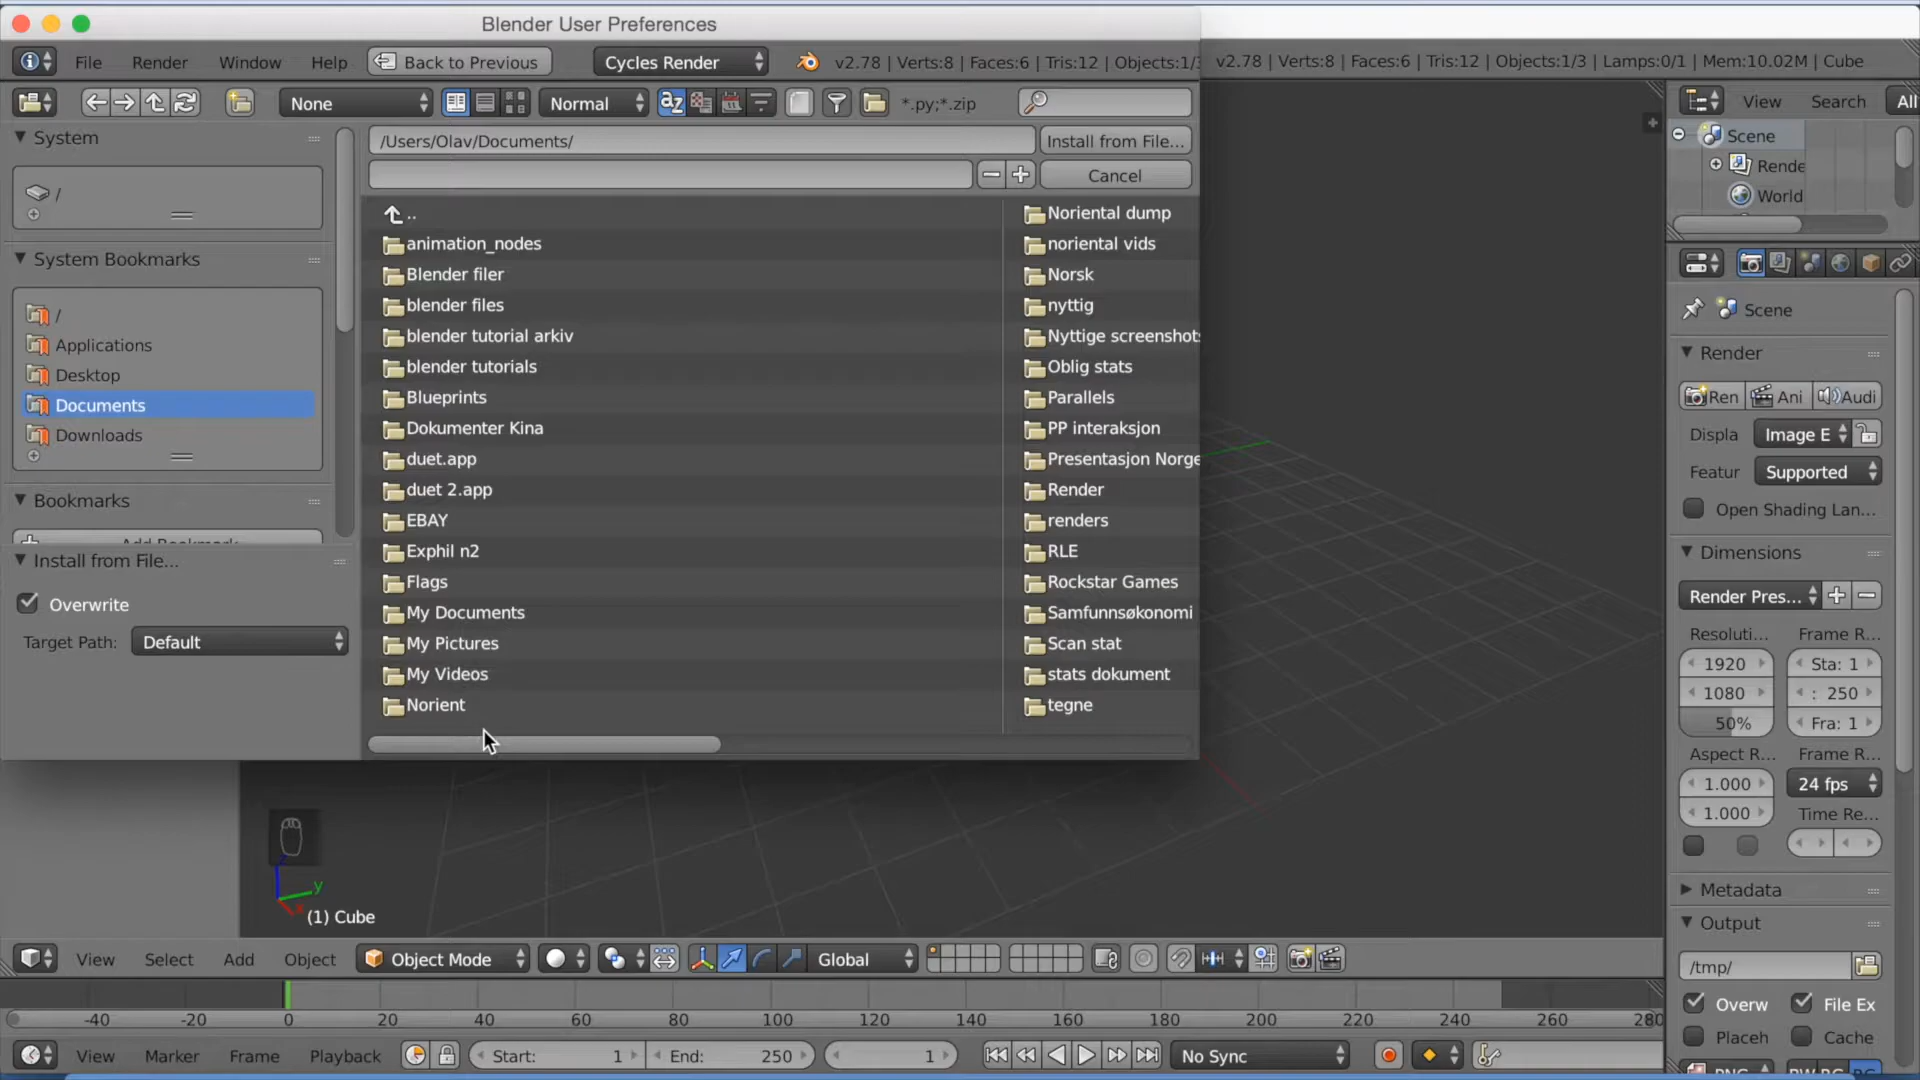 Blender User Preferences
File Render Window Help Back to Previous Cycles Render v2.78 | Verts:8 | Faces:6 | Tris:12 | Objects:1/
v2.78 | Verts:8 | Faces:6 | Tris:12 | Objects:1/3 | Lamps:0/1 | Mem:10.02M | Cube
None Normal *.py;*.zip
View Search All
System
/
System Bookmarks
/
Applications
Desktop
Documents
Downloads
Bookmarks
Install from File...
Overwrite
Target Path: Default
/Users/Olav/Documents/ Install from File...
Cancel
..
animation_nodes
Blender filer
blender files
blender tutorial arkiv
blender tutorials
Blueprints
Dokumenter Kina
duet.app
duet 2.app
EBAY
Exphil n2
Flags
My Documents
My Pictures
My Videos
Norient
Noriental dump
noriental vids
Norsk
nyttig
Nyttige screenshots
Oblig stats
Parallels
PP interaksjon
Presentasjon Norge
Render
renders
RLE
Rockstar Games
Samfunnsøkonomi
Scan stat
stats dokument
tegne
Scene
Rende
World
Scene
Render
Ren Ani Audi
Displa Image E
Featur Supported
Open Shading Lan...
Dimensions
Render Pres...
Resoluti... Frame R...
1920 Sta: 1
1080 : 250
50% Fra: 1
Aspect R... Frame R...
1.000 24 fps
1.000 Time Re...
Metadata
Output
/tmp/
Overw File Ex
Placeh Cache
z
y
x
(1) Cube
View Select Add Object Object Mode Global
-40 -20 0 20 40 60 80 100 120 140 160 180 200 220 240 260 280
View Marker Frame Playback Start: 1 End: 250 1 No Sync